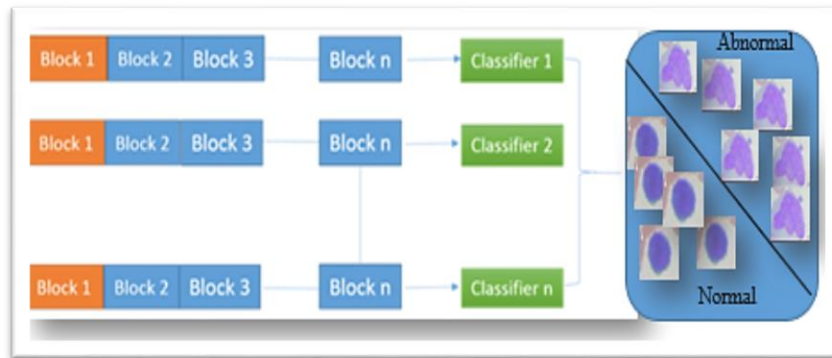 Block 1 Block 2 Block 3 Block n Classifier 1
Block 1 Block 2 Block 3 Block n Classifier 2
Block 1 Block 2 Block 3 Block n Classifier n
Abnormal
Normal